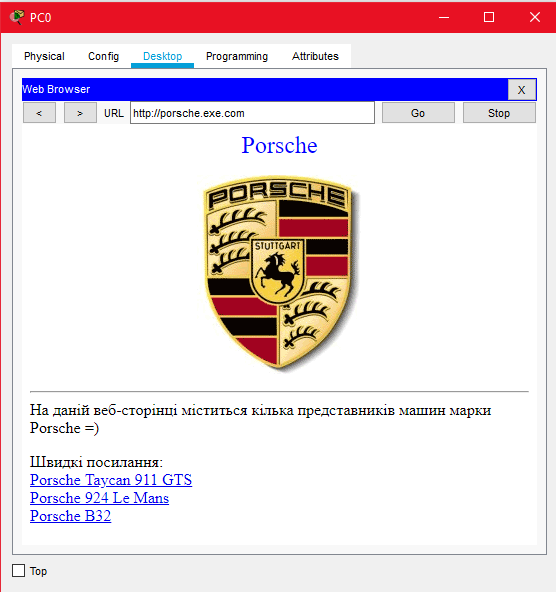 PC0
Physical Config Desktop Programming Attributes
Web Browser X
< > URL http://porsche.exe.com Go Stop
Porsche
PORSCHE
STUTTGART
На даній веб-сторінці міститься кілька представників машин марки
Porsche =)
Швидкі посилання:
Porsche Taycan 911 GTS
Porsche 924 Le Mans
Porsche B32
Top